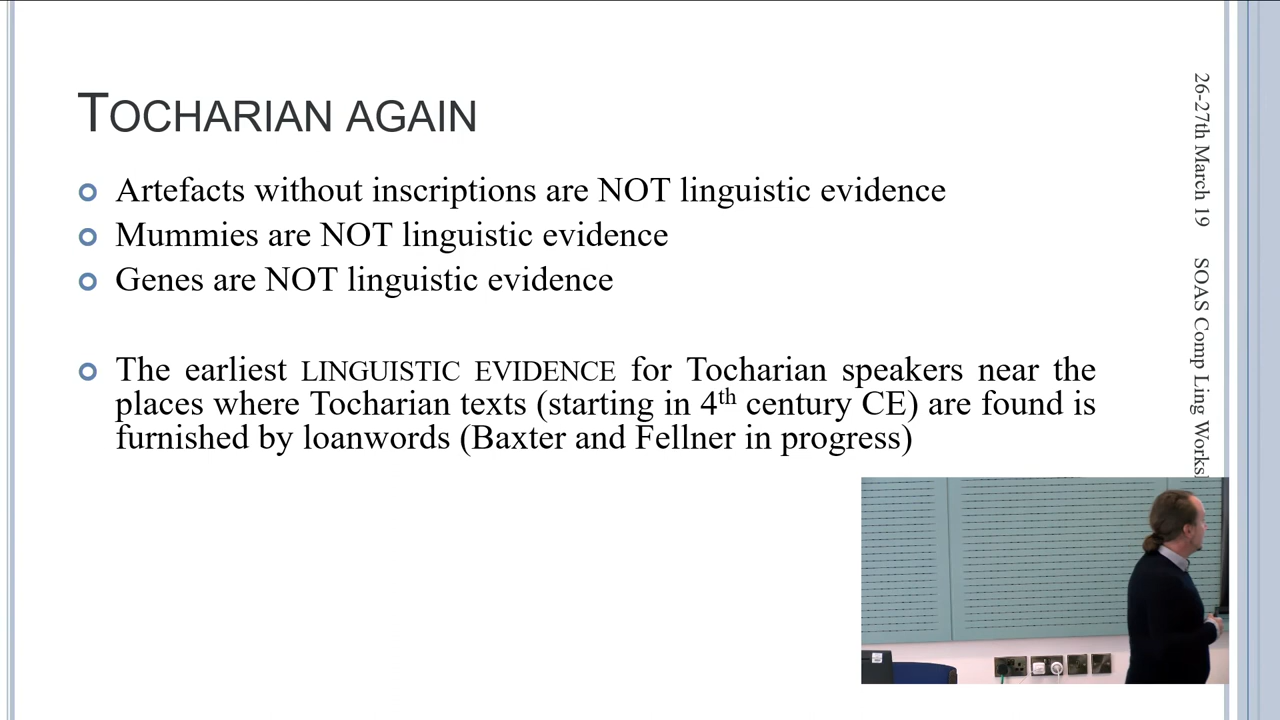 TOCHARIAN AGAIN
Artefacts without inscriptions are NOT linguistic evidence
Mummies are NOT linguistic evidence
Genes are NOT linguistic evidence
The earliest LINGUISTIC EVIDENCE for Tocharian speakers near the
places where Tocharian texts (starting in 4th century CE) are found is
furnished by loanwords (Baxter and Fellner in progress)
26-27th March 19 SOAS Comp Ling Works